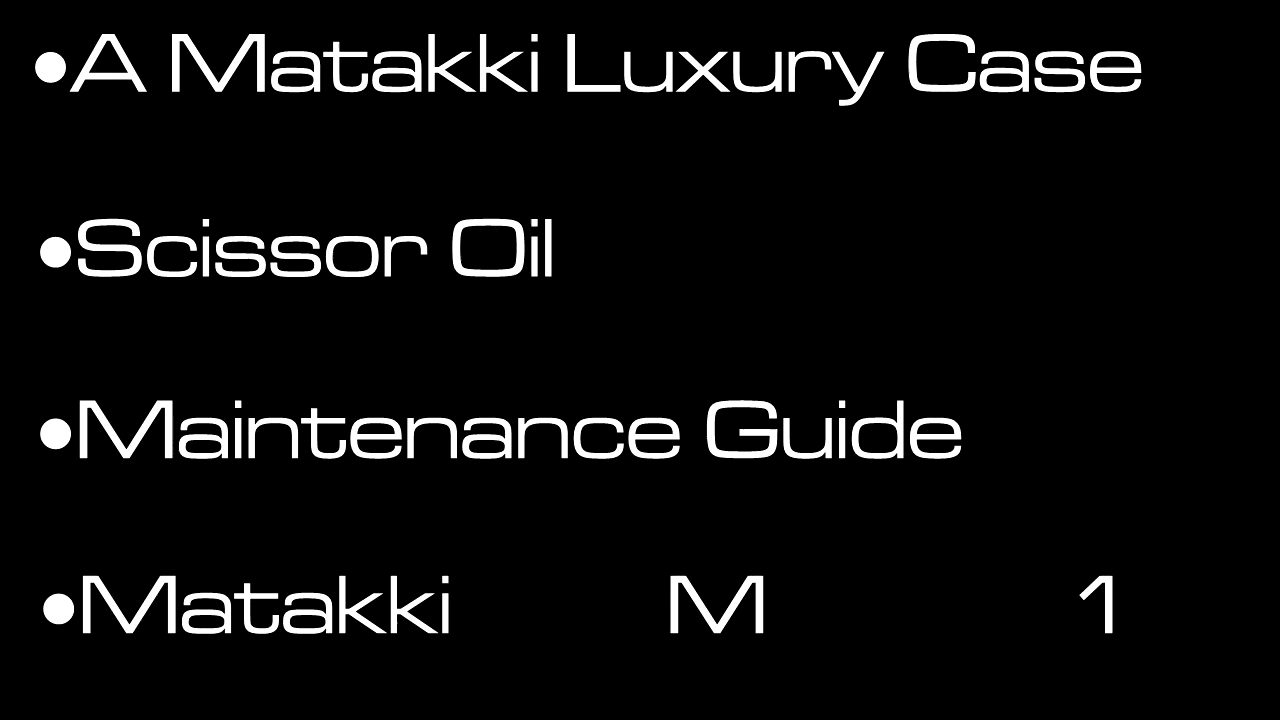 •A Matakki Luxury Case
•Scissor Oil
•Maintenance Guide
•Matakki M 1